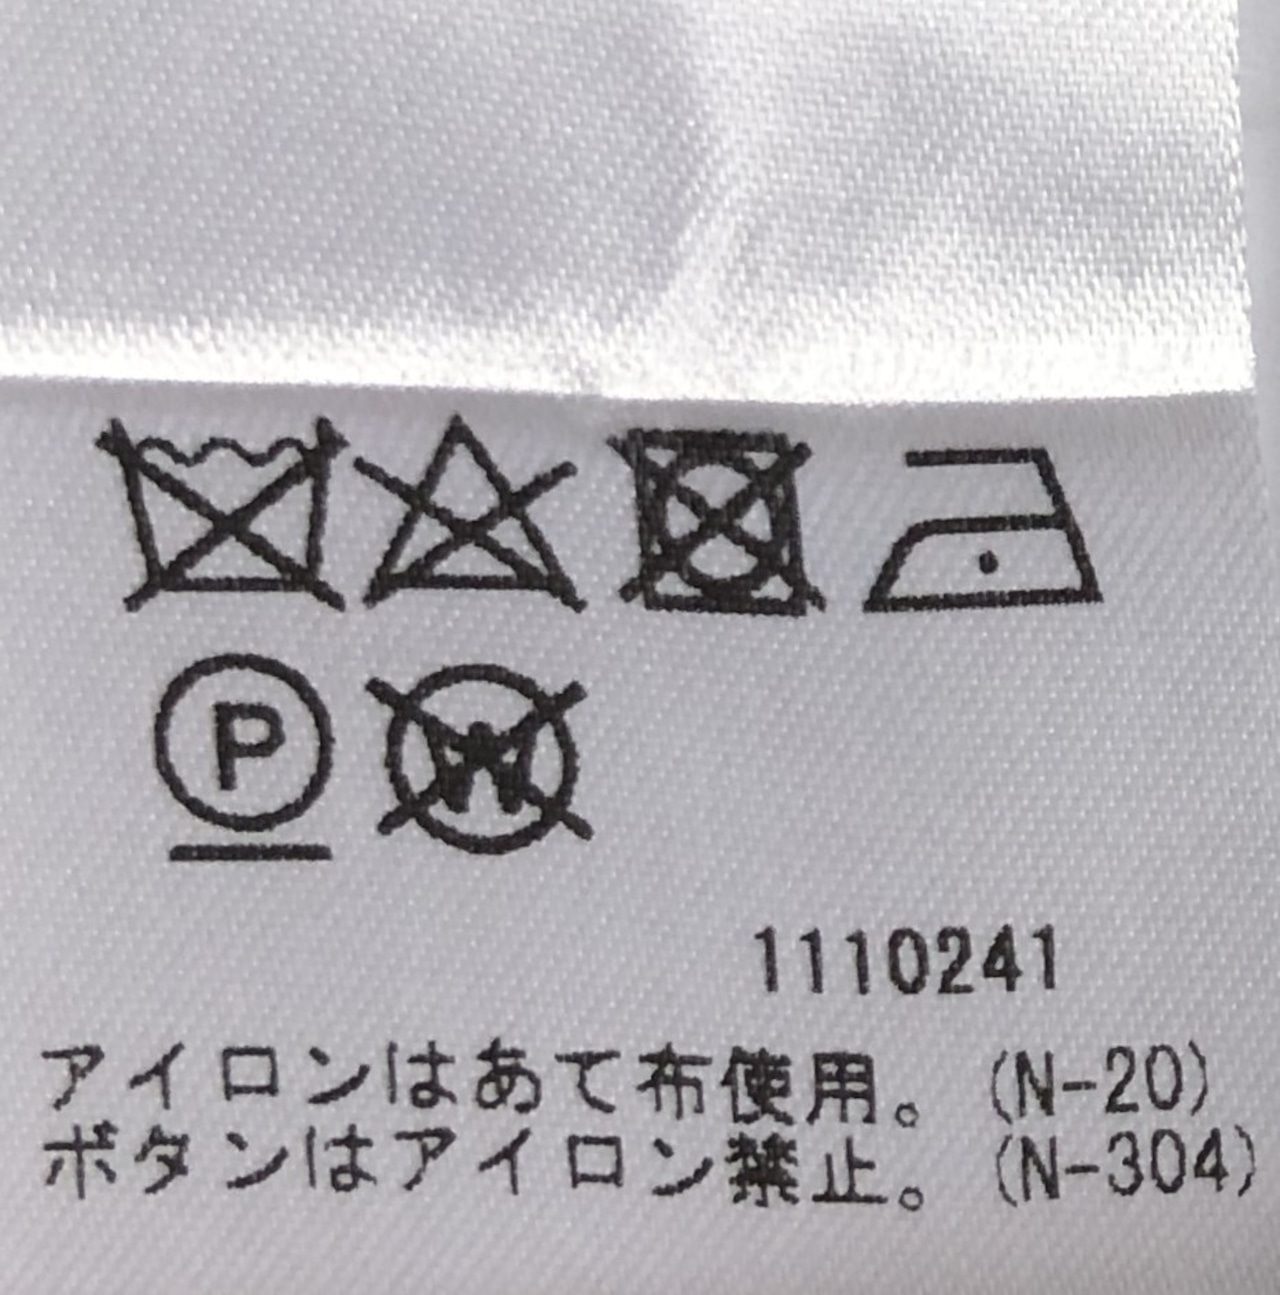 P
W
1110241
アイロンはあて布使用。(N-20)
ボタンはアイロン禁止。(N-304)